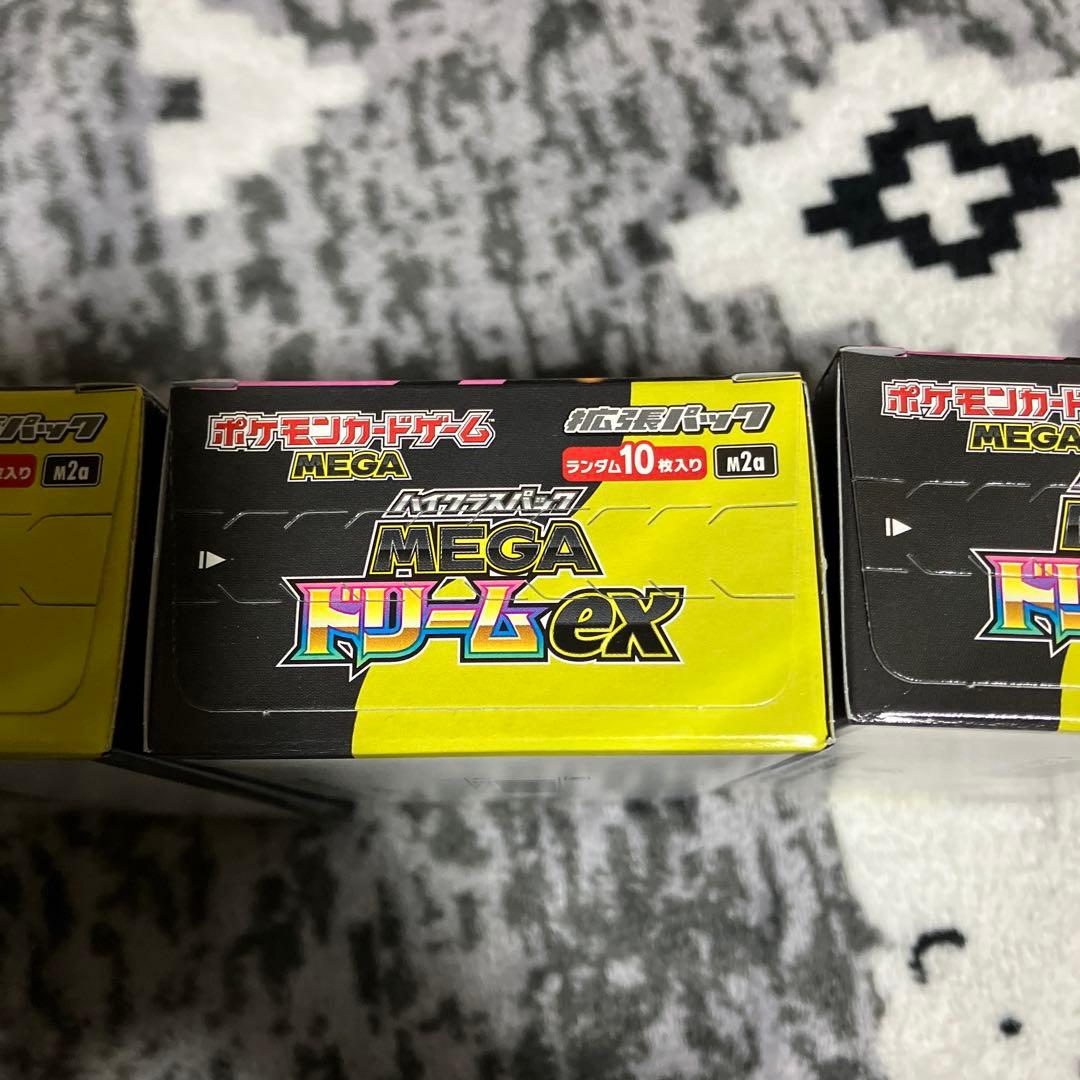 パック
枚入り M2a
ポケモンカードゲーム
MEGA
拡張パック
ランダム10枚入り M2a
ハイクラスパック
MEGA
ドリームex
ポケモンカード
MEGA